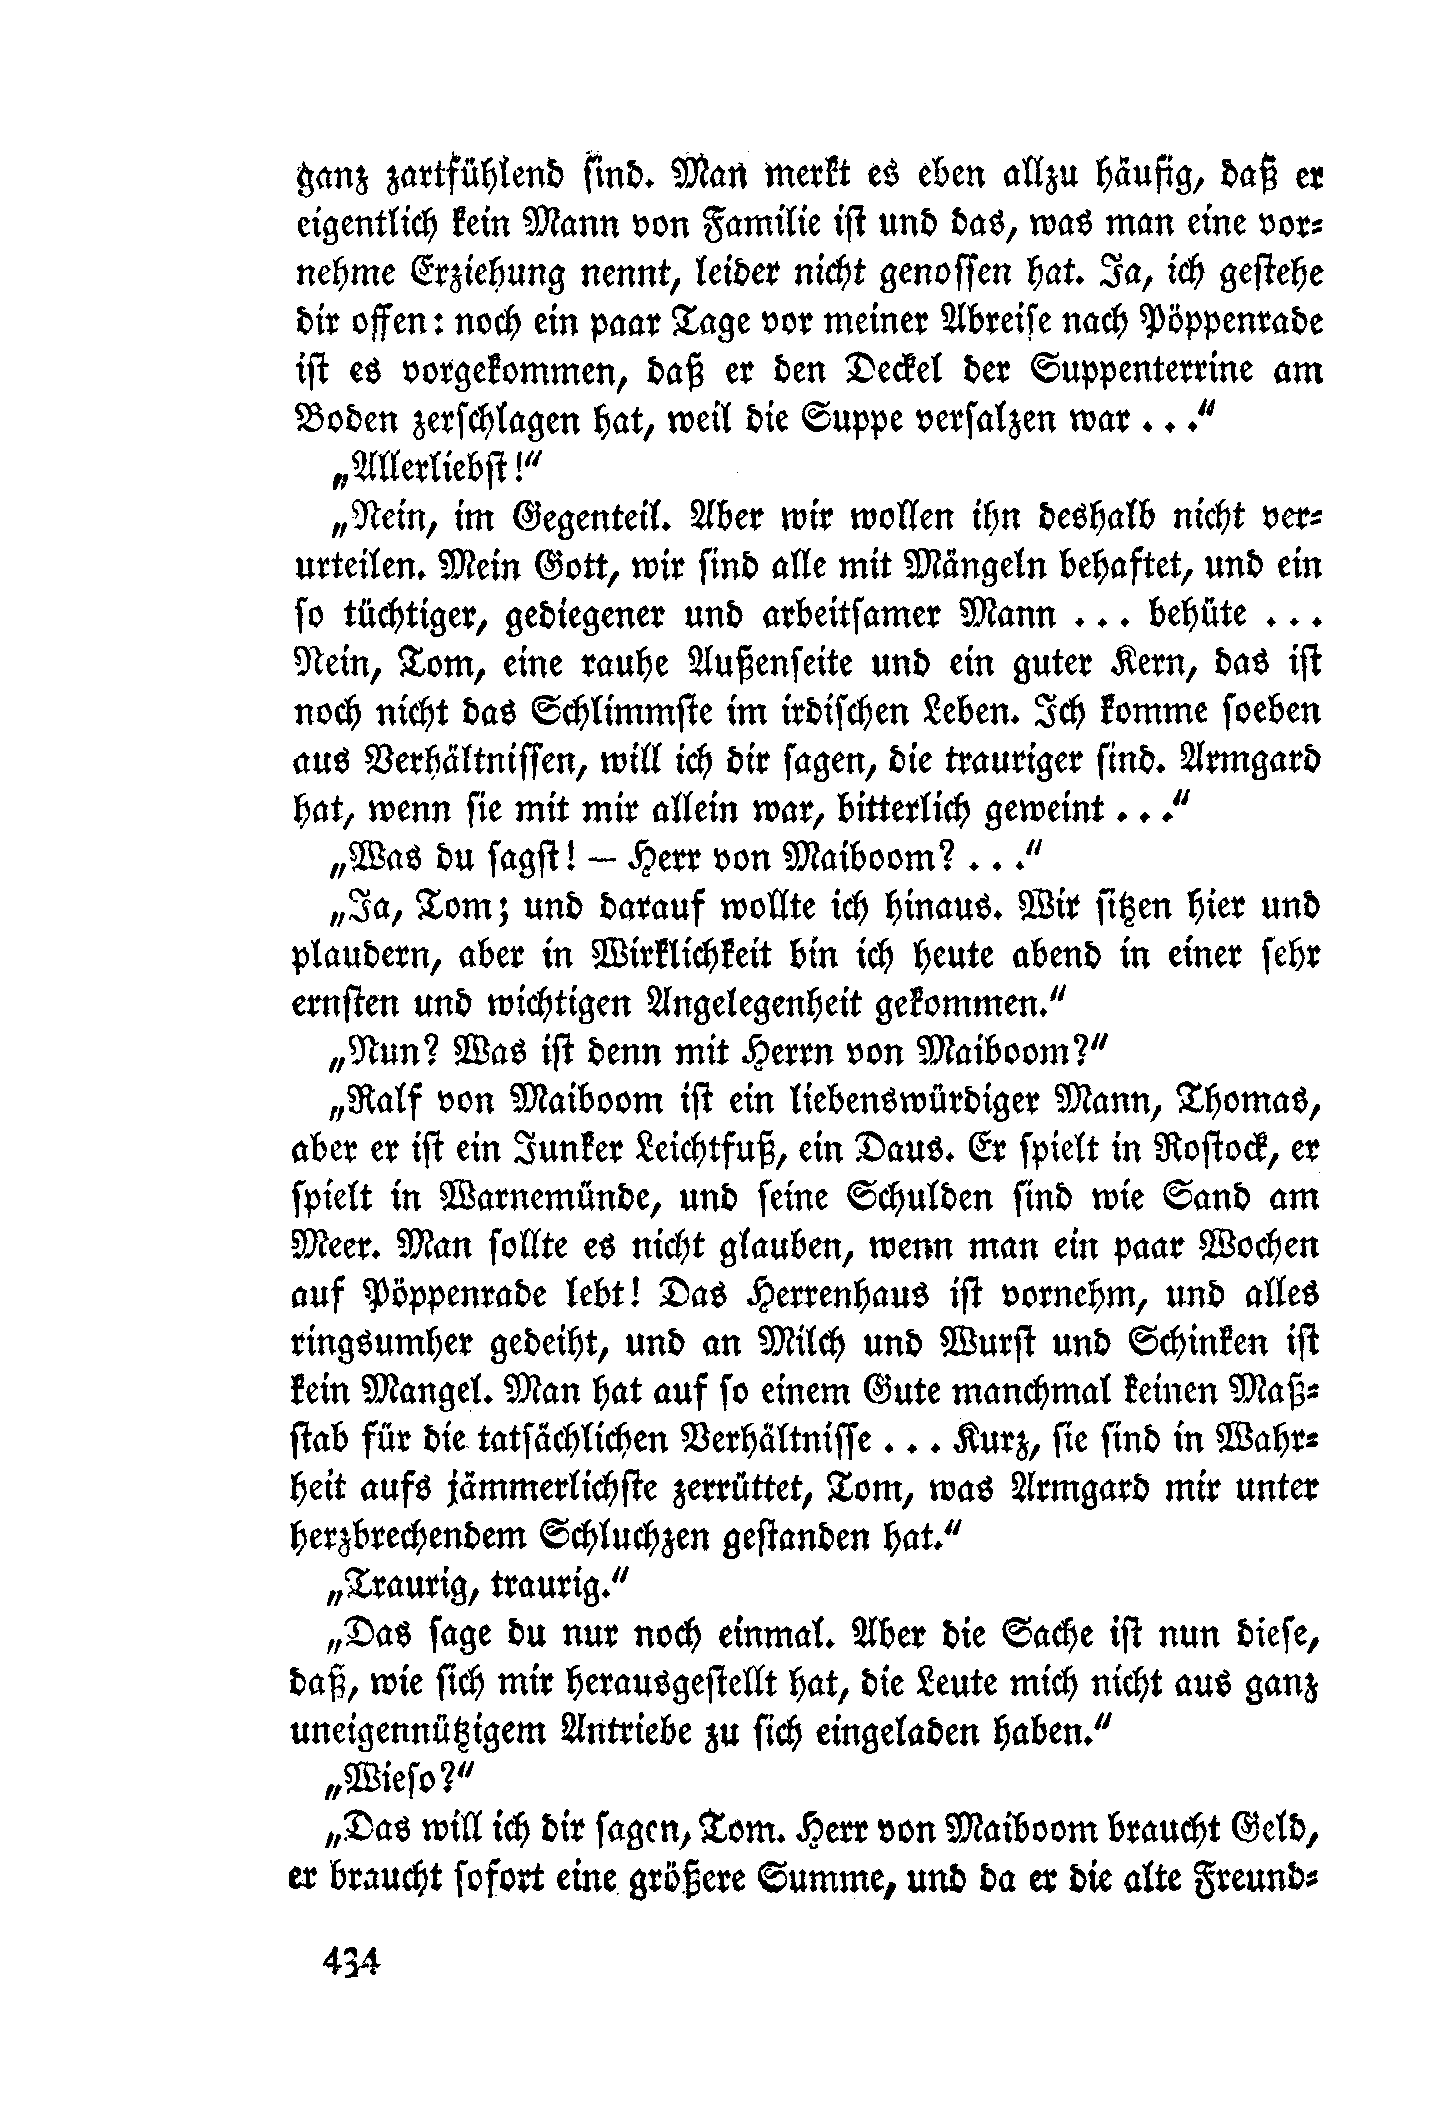 ganz zartfühlend sind. Man merkt es eben allzu häufig, daß er
eigentlich kein Mann von Familie ist und das, was man eine vor-
nehme Erziehung nennt, leider nicht genossen hat. Ja, ich gestehe
dir offen: noch ein paar Tage vor meiner Abreise nach Pöppenrade
ist es vorgekommen, daß er den Deckel der Suppenterrine am
Boden zerschlagen hat, weil die Suppe versalzen war . . .“
„Allerliebst!“
„Nein, im Gegenteil. Aber wir wollen ihn deshalb nicht ver-
urteilen. Mein Gott, wir sind alle mit Mängeln behaftet, und ein
so tüchtiger, gediegener und arbeitsamer Mann . . . behüte . . .
Nein, Tom, eine rauhe Außenseite und ein guter Kern, das ist
noch nicht das Schlimmste im irdischen Leben. Ich komme soeben
aus Verhältnissen, will ich dir sagen, die trauriger sind. Armgard
hat, wenn sie mit mir allein war, bitterlich geweint . . .“
„Was du sagst! — Herr von Maiboom? . . .“
„Ja, Tom; und darauf wollte ich hinaus. Wir sitzen hier und
plaudern, aber in Wirklichkeit bin ich heute abend in einer sehr
ernsten und wichtigen Angelegenheit gekommen.“
„Nun? Was ist denn mit Herrn von Maiboom?“
„Ralf von Maiboom ist ein liebenswürdiger Mann, Thomas,
aber er ist ein Junker Leichtfuß, ein Daus. Er spielt in Rostock, er
spielt in Warnemünde, und seine Schulden sind wie Sand am
Meer. Man sollte es nicht glauben, wenn man ein paar Wochen
auf Pöppenrade lebt! Das Herrenhaus ist vornehm, und alles
ringsumher gedeiht, und an Milch und Wurst und Schinken ist
kein Mangel. Man hat auf so einem Gute manchmal keinen Maß-
stab für die tatsächlichen Verhältnisse . . . Kurz, sie sind in Wahr-
heit aufs jämmerlichste zerrüttet, Tom, was Armgard mir unter
herzbrechendem Schluchzen gestanden hat.“
„Traurig, traurig.“
„Das sage du nur noch einmal. Aber die Sache ist nun diese,
daß, wie sich mir herausgestellt hat, die Leute mich nicht aus ganz
uneigennützigem Antriebe zu sich eingeladen haben.“
„Wieso?“
„Das will ich dir sagen, Tom. Herr von Maiboom braucht Geld,
er braucht sofort eine größere Summe, und da er die alte Freund-
434